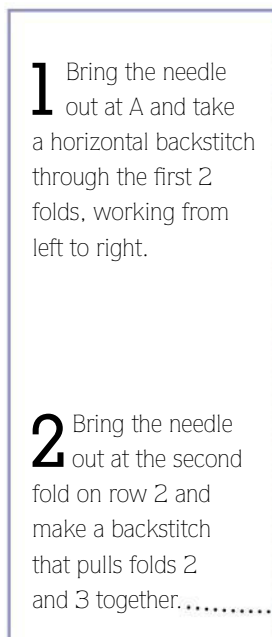 1 Bring the needle
out at A and take
a horizontal backstitch
through the first 2
folds, working from
left to right.
2 Bring the needle
out at the second
fold on row 2 and
make a backstitch
that pulls folds 2
and 3 together.